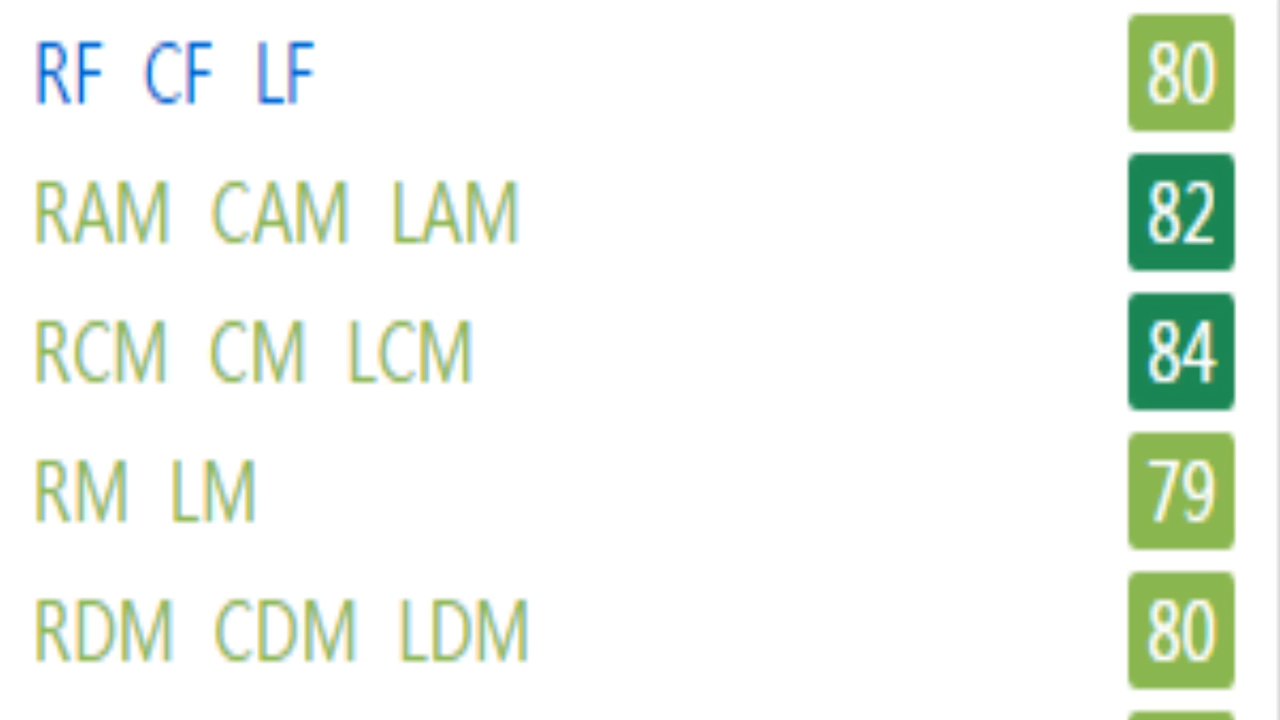 RF CF LF 80
RAM CAM LAM 82
RCM CM LCM 84
RM LM 79
RDM CDM LDM 80